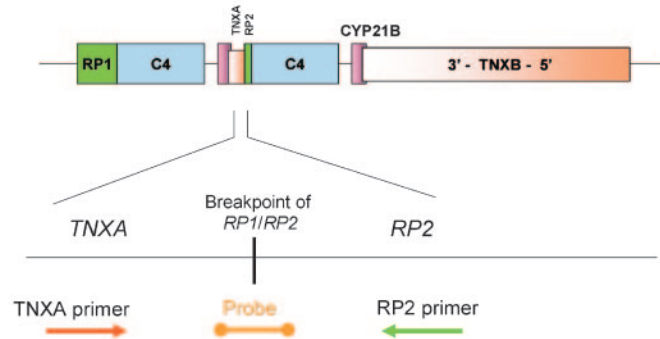 TNXA
RP2
CYP21B
RP1
C4
C4
3' - TNXB - 5'
Breakpoint of
RP1/RP2
TNXA
RP2
TNXA primer
Probe
RP2 primer